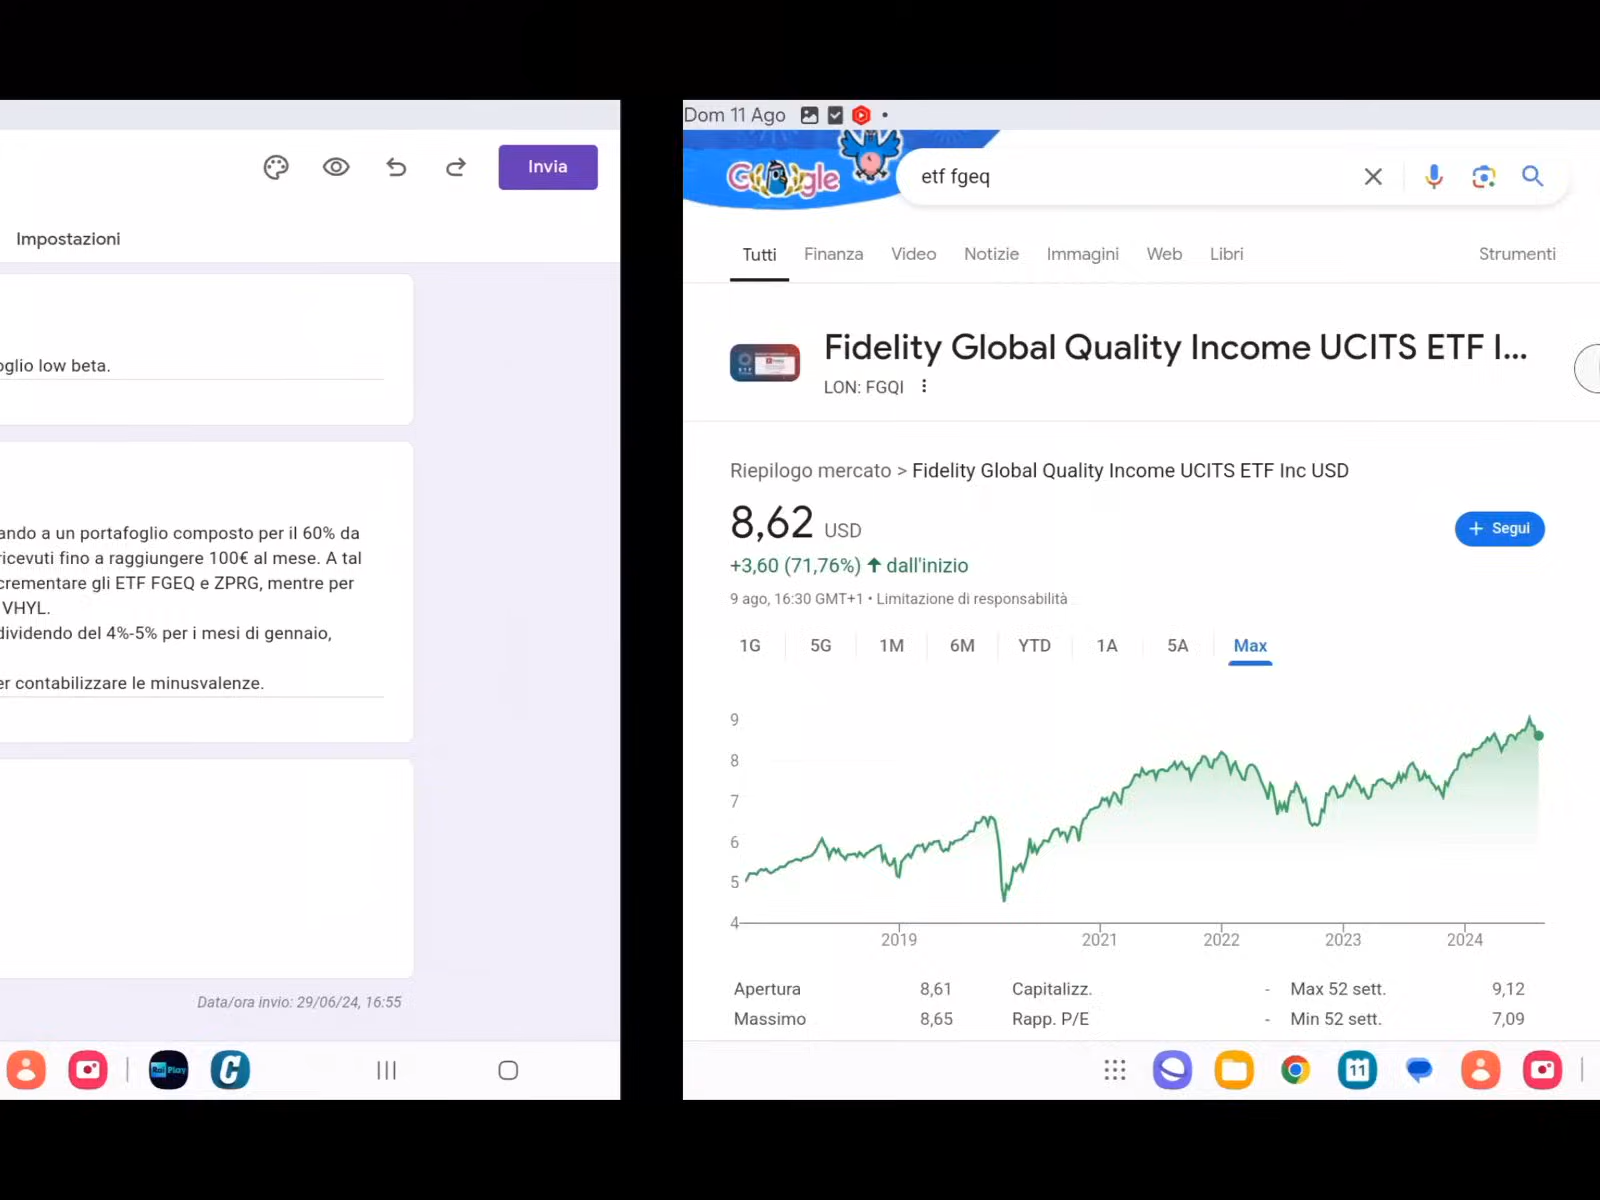 Invia
Impostazioni
oglio low beta.
ando a un portafoglio composto per il 60% da
ricevuti fino a raggiungere 100€ al mese. A tal
crementare gli ETF FGEQ e ZPRG, mentre per
VHYL.
dividendo del 4%-5% per i mesi di gennaio,
er contabilizzare le minusvalenze.
Data/ora invio: 29/06/24, 16:55
Rai Play
C
Dom 11 Ago
Google
etf fgeq
Tutti Finanza Video Notizie Immagini Web Libri Strumenti
Fidelity Global Quality Income UCITS ETF I...
LON: FGQI
Riepilogo mercato > Fidelity Global Quality Income UCITS ETF Inc USD
8,62 USD
+ Segui
+3,60 (71,76%) ↑ dall'inizio
9 ago, 16:30 GMT+1 • Limitazione di responsabilità
1G 5G 1M 6M YTD 1A 5A Max
9
8
7
6
5
4
2019 2021 2022 2023 2024
Apertura 8,61 Capitalizz. - Max 52 sett. 9,12
Massimo 8,65 Rapp. P/E - Min 52 sett. 7,09
11